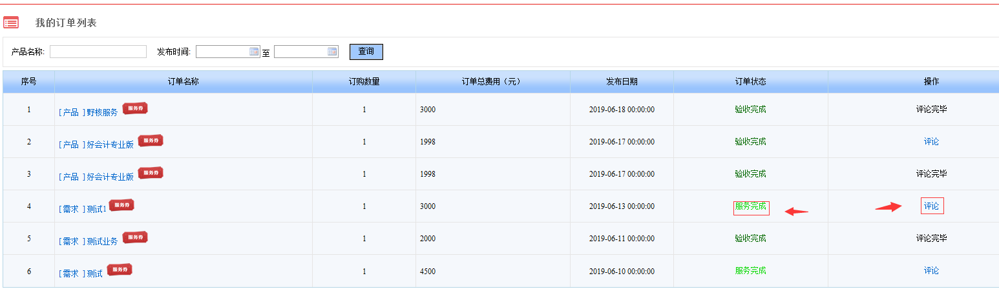 我的订单列表
产品名称: 发布时间: 至 查询
序号 订单名称 订购数量 订单总费用（元） 发布日期 订单状态 操作
1 [ 产品 ]野核服务 服务券 1 3000 2019-06-18 00:00:00 验收完成 评论完毕
2 [ 产品 ]好会计专业版 服务券 1 1998 2019-06-17 00:00:00 验收完成 评论
3 [ 产品 ]好会计专业版 服务券 1 1998 2019-06-17 00:00:00 验收完成 评论完毕
4 [ 需求 ]测试1 服务券 1 3000 2019-06-13 00:00:00 服务完成 评论
5 [ 需求 ]测试业务 服务券 1 2000 2019-06-11 00:00:00 验收完成 评论完毕
6 [ 需求 ]测试 服务券 1 4500 2019-06-10 00:00:00 服务完成 评论